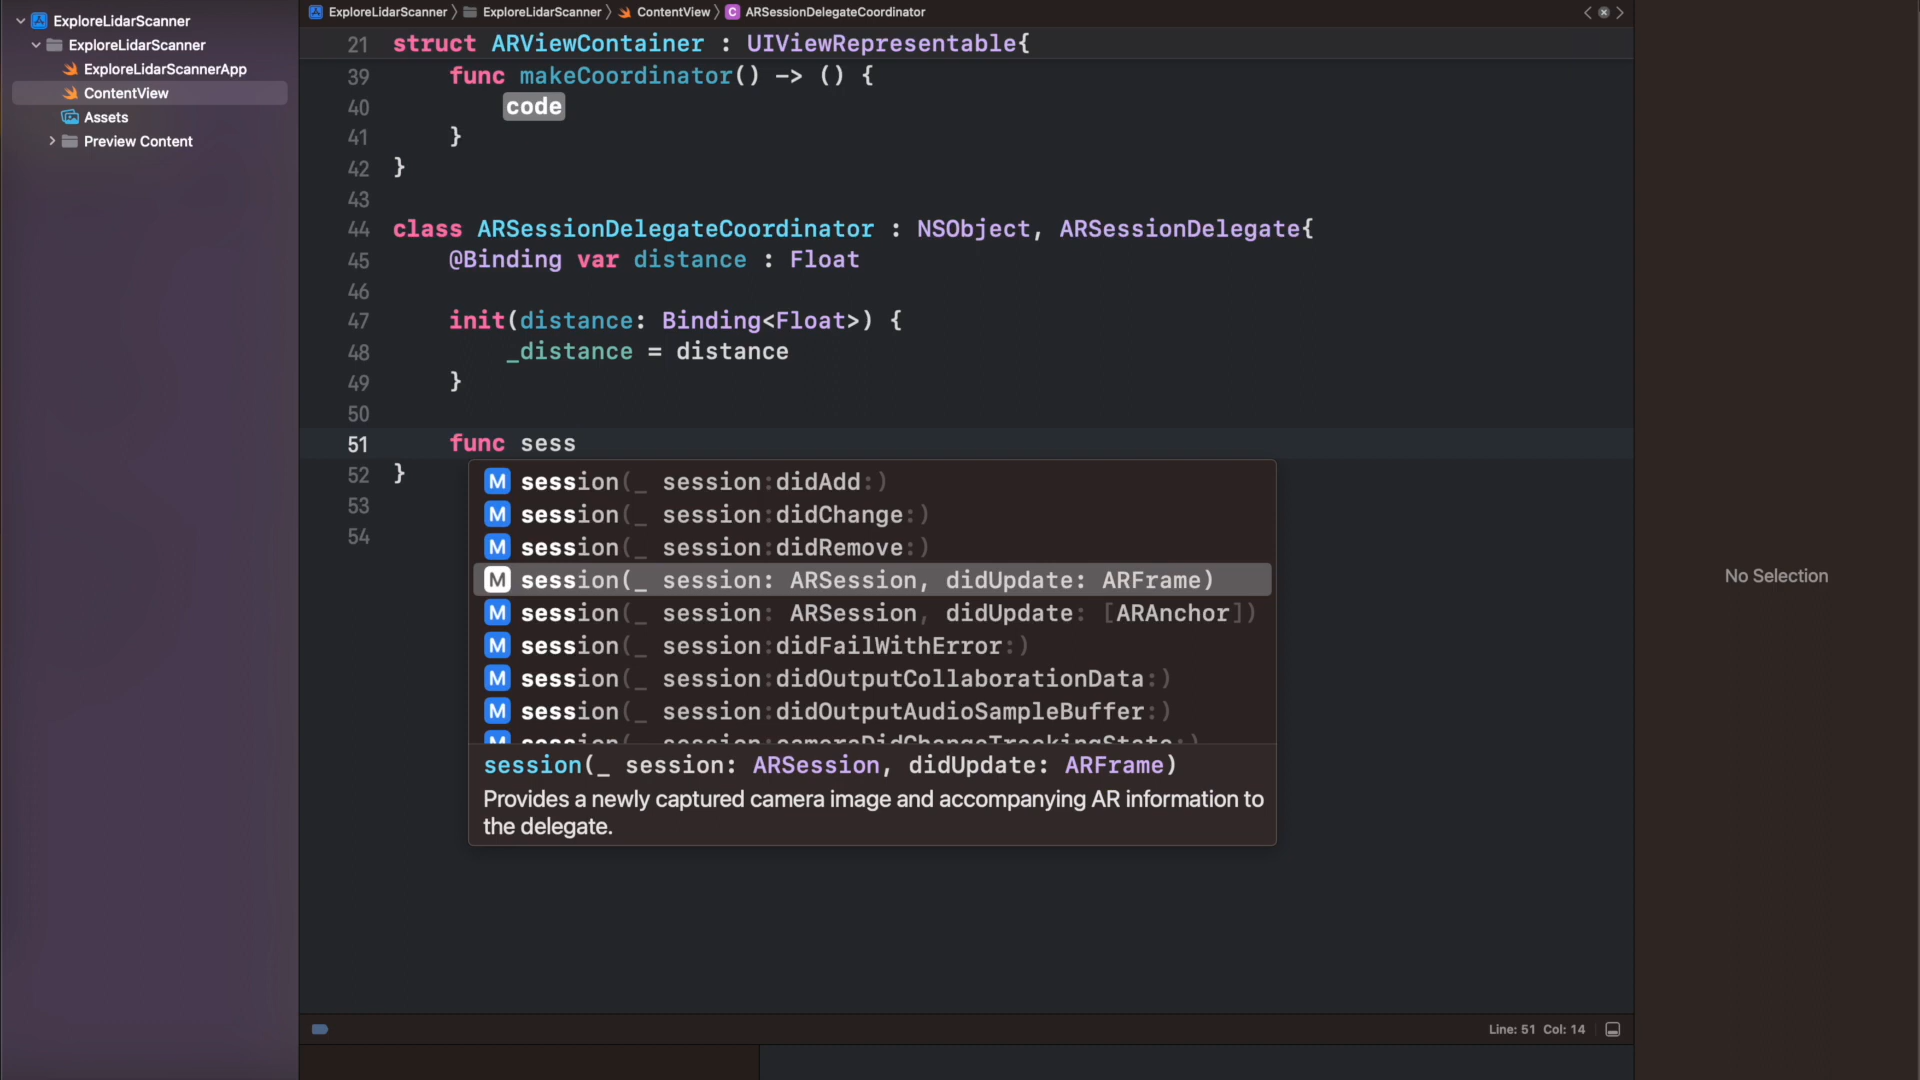 ExploreLidarScanner
ExploreLidarScanner
ExploreLidarScannerApp
ContentView
Assets
Preview Content
ExploreLidarScanner 〉 ExploreLidarScanner 〉 ContentView 〉 C ARSessionDelegateCoordinator
21 struct ARViewContainer : UIViewRepresentable{
39 func makeCoordinator() -> () {
40 code
41 }
42 }
43
44 class ARSessionDelegateCoordinator : NSObject, ARSessionDelegate{
45 @Binding var distance : Float
46
47 init(distance: Binding<Float>) {
48 _distance = distance
49 }
50
51 func sess
52 }
53
54
M session(_ session:didAdd:)
M session(_ session:didChange:)
M session(_ session:didRemove:)
M session(_ session: ARSession, didUpdate: ARFrame)
M session(_ session: ARSession, didUpdate: [ARAnchor])
M session(_ session:didFailWithError:)
M session(_ session:didOutputCollaborationData:)
M session(_ session:didOutputAudioSampleBuffer:)
M session(_ session:cameraDidChangeTrackingState:)
session(_ session: ARSession, didUpdate: ARFrame)
Provides a newly captured camera image and accompanying AR information to
the delegate.
No Selection
Line: 51 Col: 14